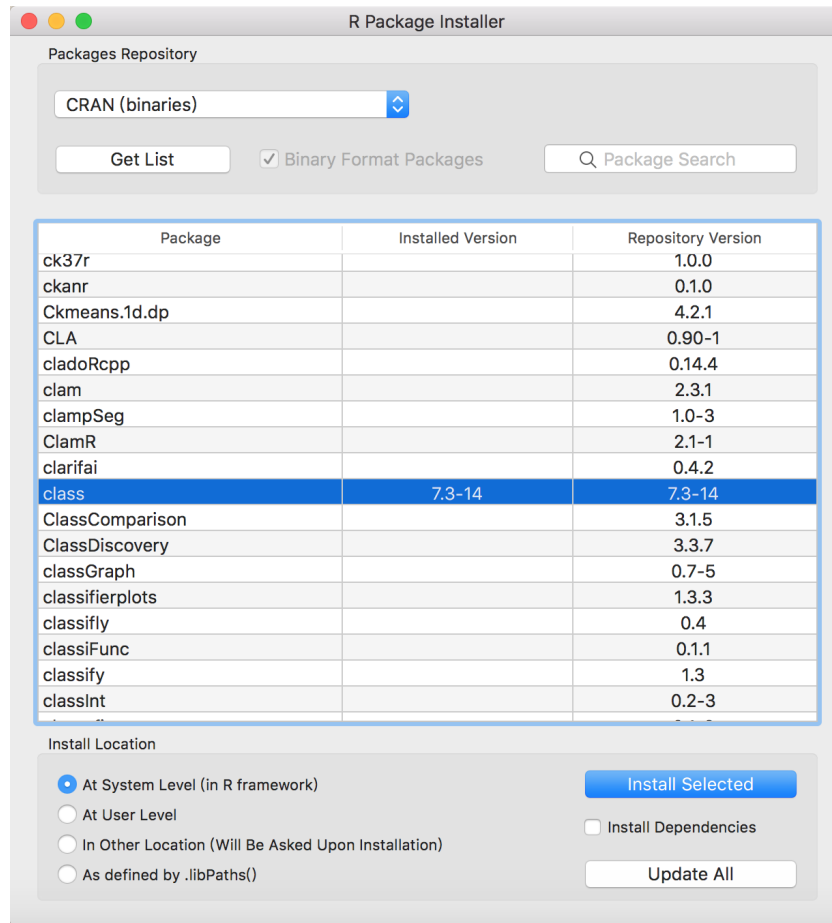 R Package Installer
Packages Repository
CRAN (binaries)
Get List Binary Format Packages Package Search
Package Installed Version Repository Version
ck37r 1.0.0
ckanr 0.1.0
Ckmeans.1d.dp 4.2.1
CLA 0.90-1
cladoRcpp 0.14.4
clam 2.3.1
clampSeg 1.0-3
ClamR 2.1-1
clarifai 0.4.2
class 7.3-14 7.3-14
ClassComparison 3.1.5
ClassDiscovery 3.3.7
classGraph 0.7-5
classifierplots 1.3.3
classifly 0.4
classiFunc 0.1.1
classify 1.3
classInt 0.2-3
Install Location
At System Level (in R framework) Install Selected
At User Level
Install Dependencies
In Other Location (Will Be Asked Upon Installation)
As defined by .libPaths() Update All